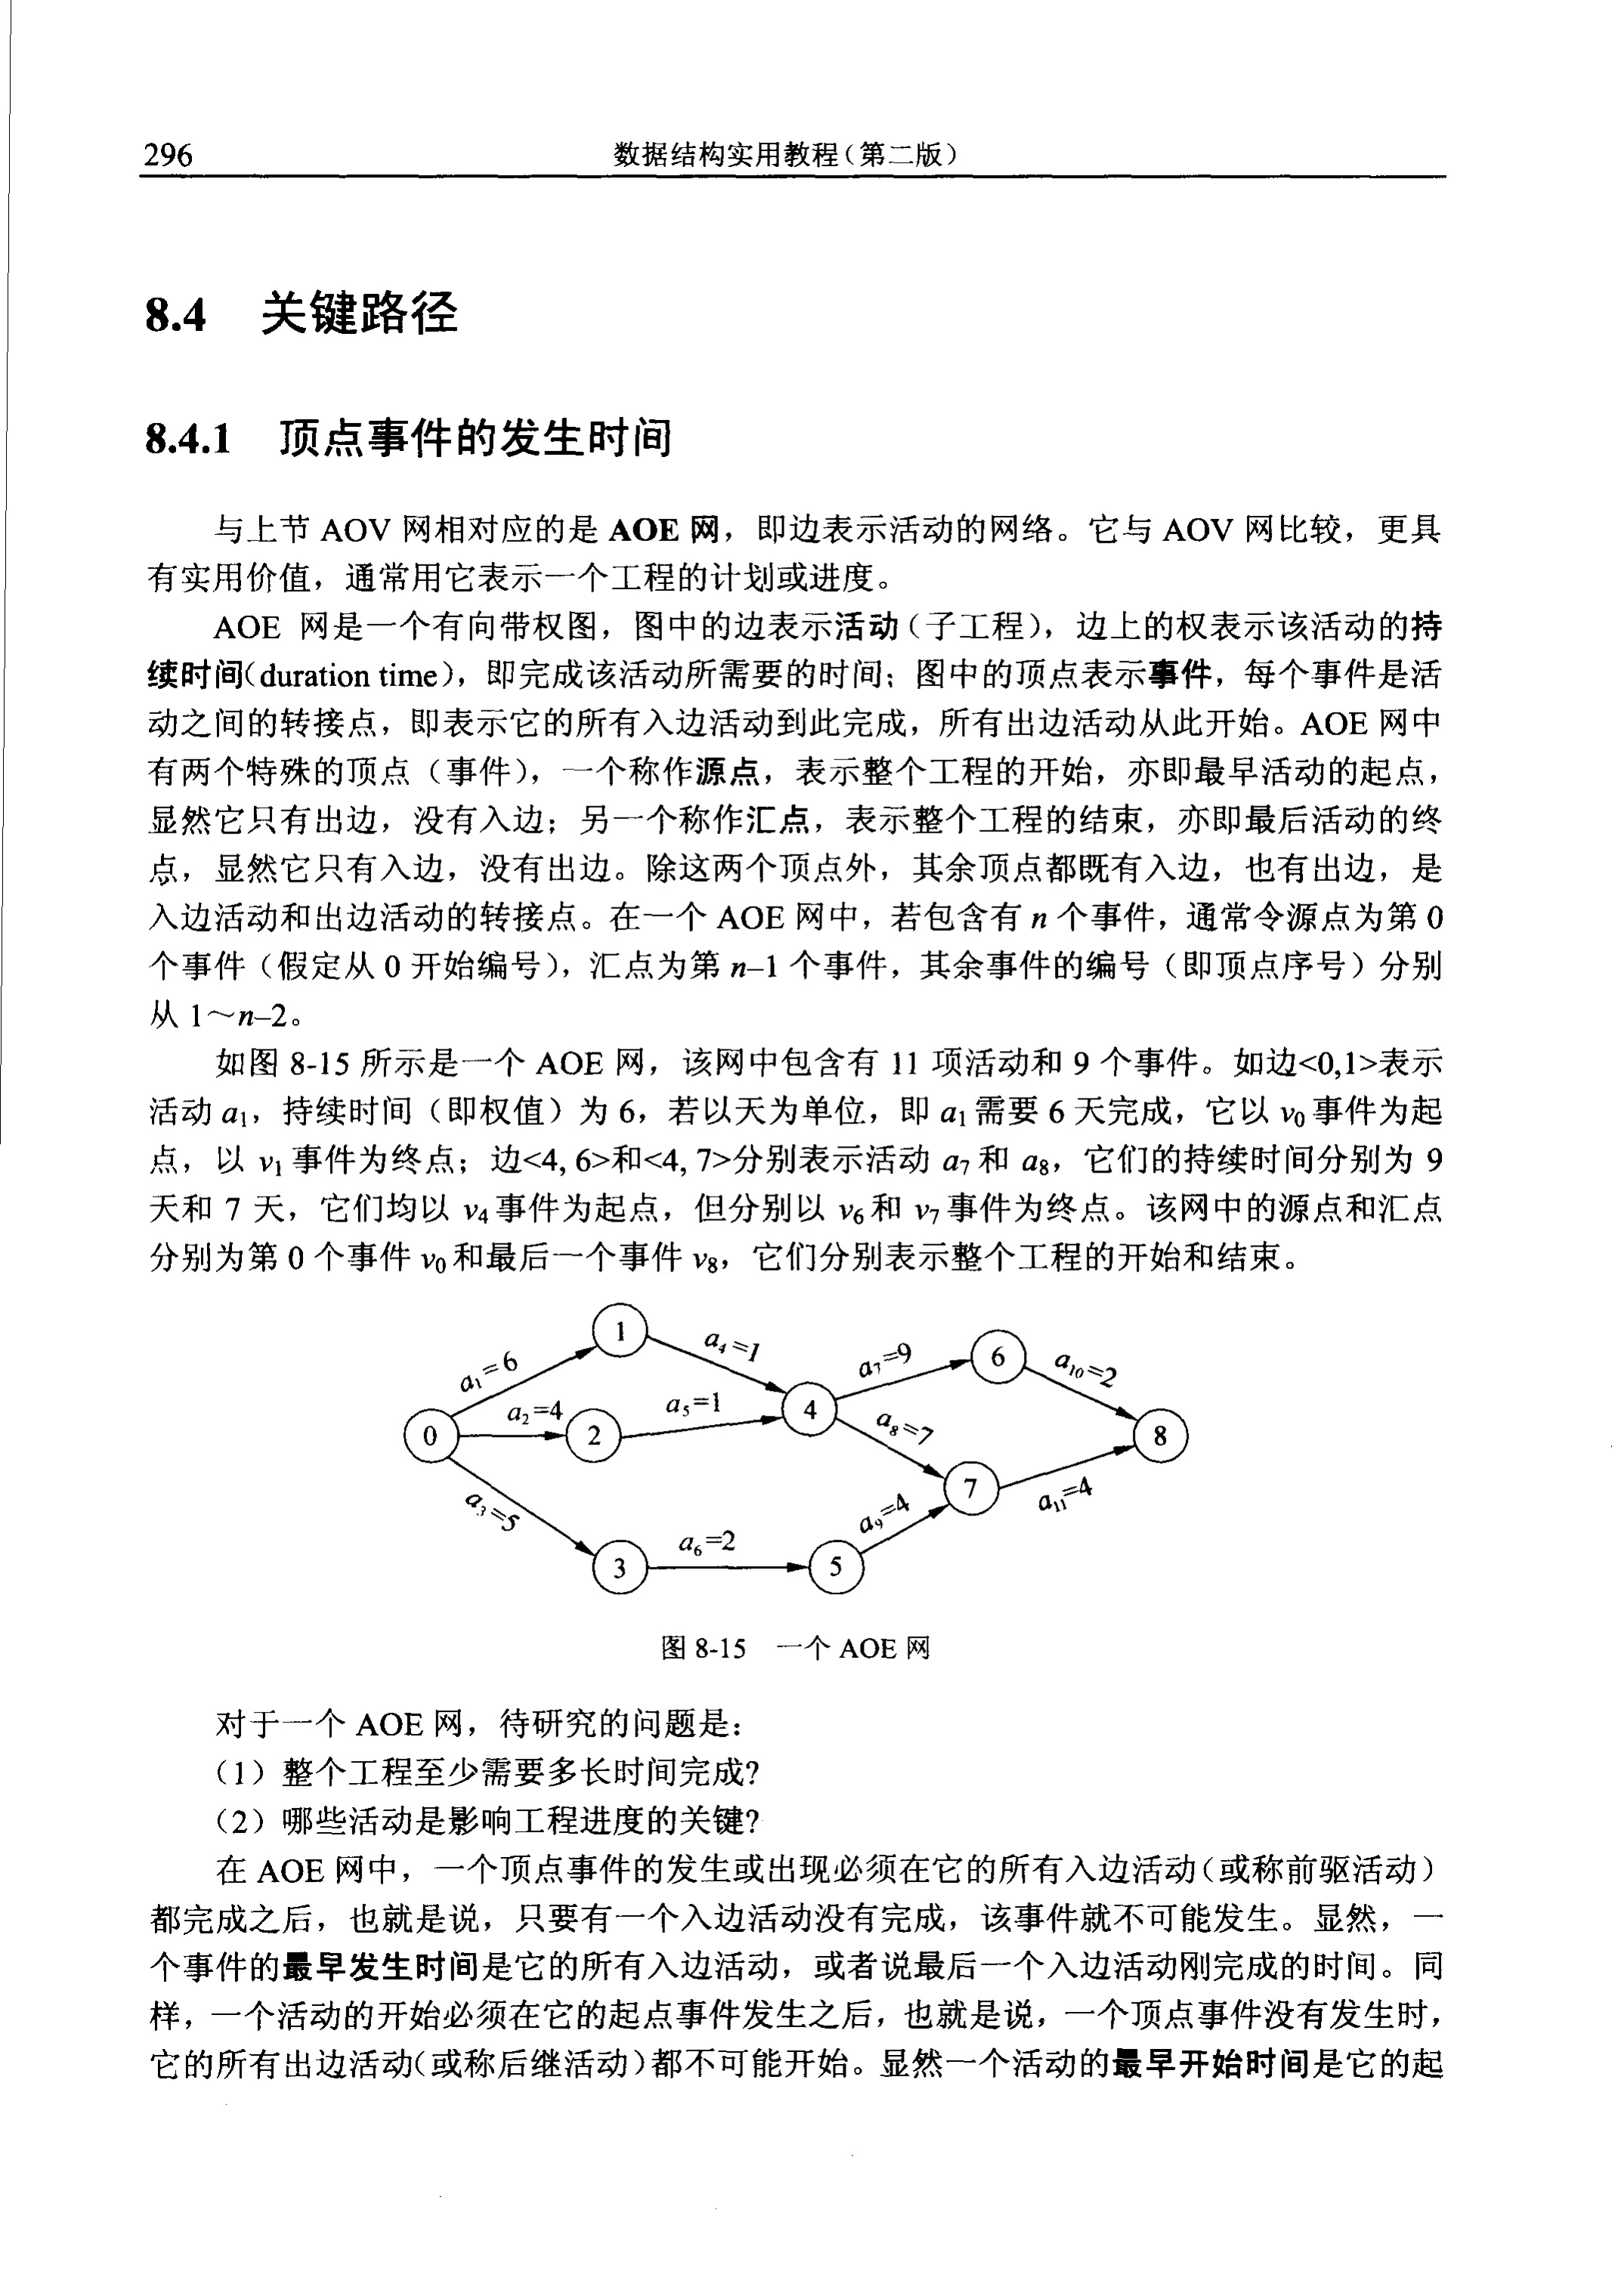 296
数据结构实用教程（第二版）
8.4 关键路径
8.4.1 顶点事件的发生时间
与上节 AOV 网相对应的是 AOE 网，即边表示活动的网络。它与 AOV 网比较，更具
有实用价值，通常用它表示一个工程的计划或进度。
AOE 网是一个有向带权图，图中的边表示活动（子工程），边上的权表示该活动的持
续时间（duration time），即完成该活动所需要的时间；图中的顶点表示事件，每个事件是活
动之间的转接点，即表示它的所有入边活动到此完成，所有出边活动从此开始。AOE 网中
有两个特殊的顶点（事件），一个称作源点，表示整个工程的开始，亦即最早活动的起点，
显然它只有出边，没有入边；另一个称作汇点，表示整个工程的结束，亦即最后活动的终
点，显然它只有入边，没有出边。除这两个顶点外，其余顶点都既有入边，也有出边，是
入边活动和出边活动的转接点。在一个 AOE 网中，若包含有 n 个事件，通常令源点为第 0
个事件（假定从 0 开始编号），汇点为第 n–1 个事件，其余事件的编号（即顶点序号）分别
从 1～n–2。
如图 8-15 所示是一个 AOE 网，该网中包含有 11 项活动和 9 个事件。如边<0,1>表示
活动 a₁，持续时间（即权值）为 6，若以天为单位，即 a₁ 需要 6 天完成，它以 v₀ 事件为起
点，以 v₁ 事件为终点；边<4, 6>和<4, 7>分别表示活动 a₇ 和 a₈，它们的持续时间分别为 9
天和 7 天，它们均以 v₄ 事件为起点，但分别以 v₆ 和 v₇ 事件为终点。该网中的源点和汇点
分别为第 0 个事件 v₀ 和最后一个事件 v₈，它们分别表示整个工程的开始和结束。
1
a₄=1
a₁=6
a₇=9
6
a₁₀=2
0
a₂=4
2
a₅=1
4
a₈=7
8
a₃=5
7
a₁₁=4
a₉=4
3
a₆=2
5
图 8-15 一个 AOE 网
对于一个 AOE 网，待研究的问题是：
（1）整个工程至少需要多长时间完成？
（2）哪些活动是影响工程进度的关键？
在 AOE 网中，一个顶点事件的发生或出现必须在它的所有入边活动（或称前驱活动）
都完成之后，也就是说，只要有一个入边活动没有完成，该事件就不可能发生。显然，一
个事件的最早发生时间是它的所有入边活动，或者说最后一个入边活动刚完成的时间。同
样，一个活动的开始必须在它的起点事件发生之后，也就是说，一个顶点事件没有发生时，
它的所有出边活动（或称后继活动）都不可能开始。显然一个活动的最早开始时间是它的起